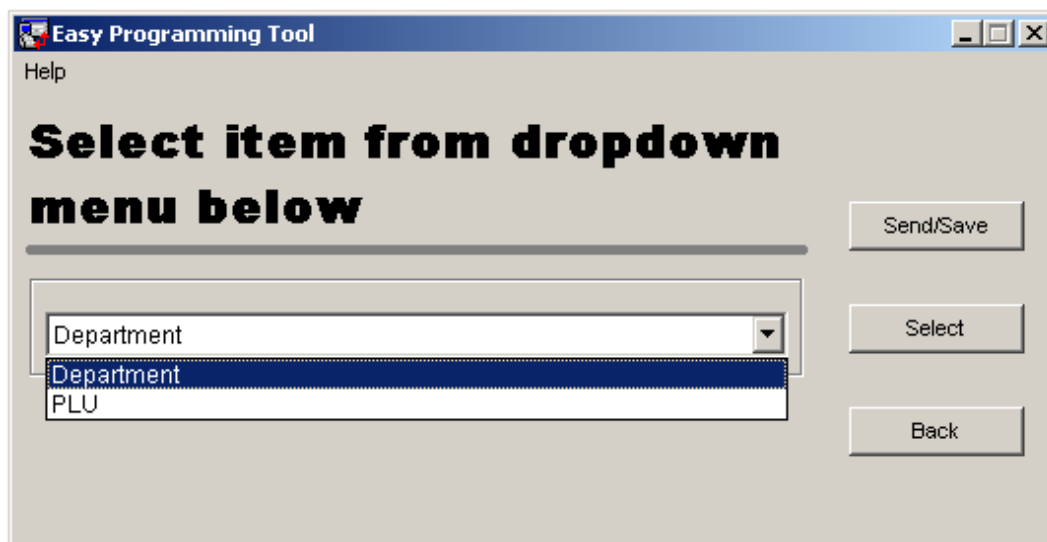 Easy Programming Tool
Help
Select item from dropdown
menu below
Send/Save
Department
Select
Department
PLU
Back